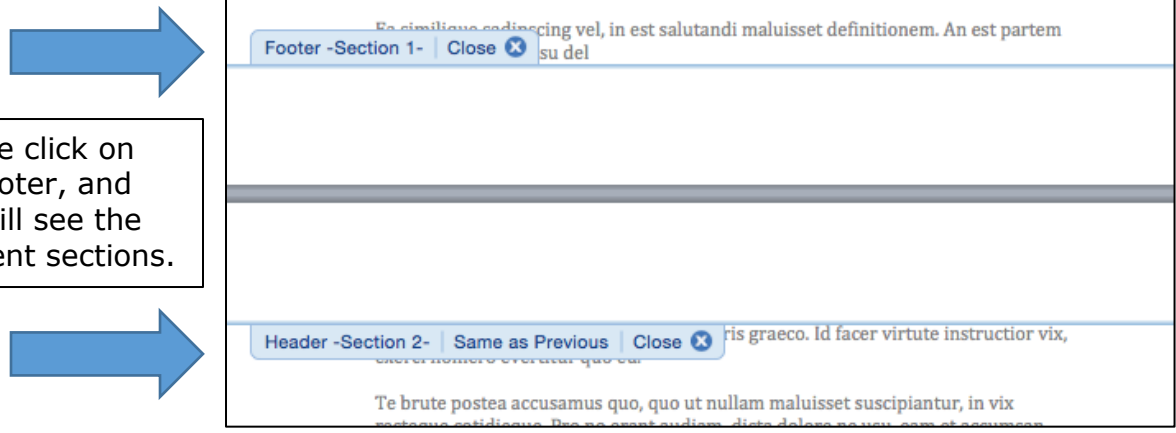 cing vel, in est salutandi maluisset definitionem. An est partem
Footer -Section 1- Close
su del
e click on
oter, and
ill see the
ent sections.
Header -Section 2- Same as Previous Close
ris graeco. Id facer virtute instructior vix,
Te brute postea accusamus quo, quo ut nullam maluisset suscipiantur, in vix